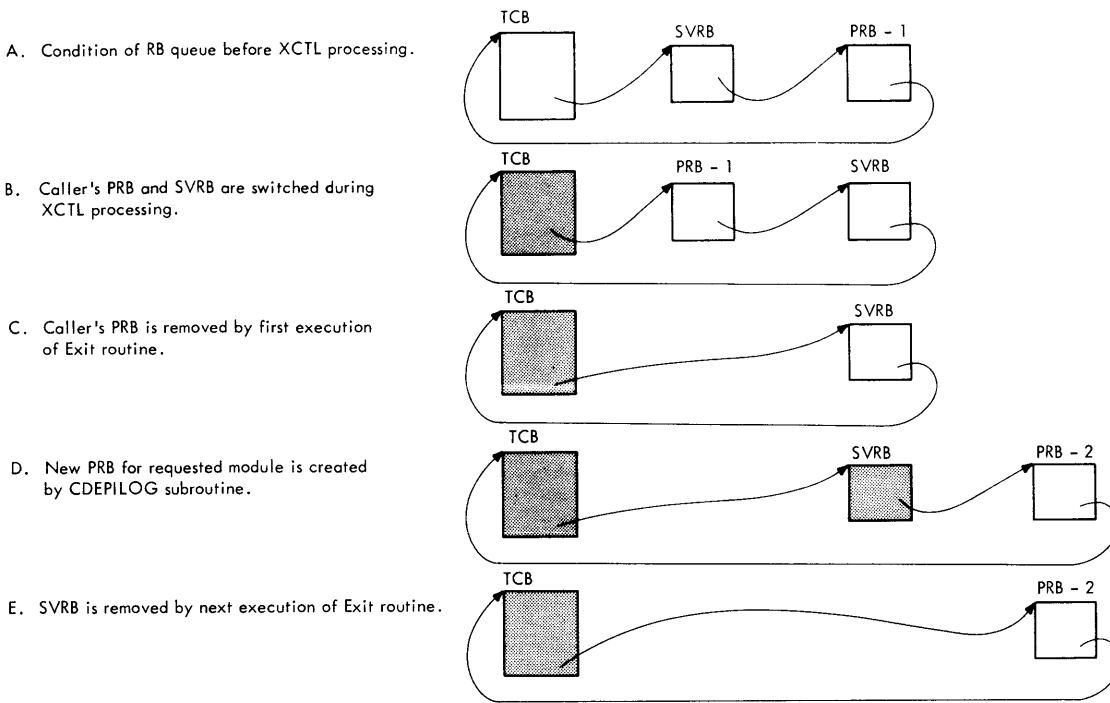 A. Condition of RB queue before XCTL processing.
TCB
SVRB
PRB - 1
B. Caller's PRB and SVRB are switched during
XCTL processing.
TCB
PRB - 1
SVRB
C. Caller's PRB is removed by first execution
of Exit routine.
TCB
SVRB
D. New PRB for requested module is created
by CDEPILOG subroutine.
TCB
SVRB
PRB - 2
E. SVRB is removed by next execution of Exit routine.
TCB
PRB - 2